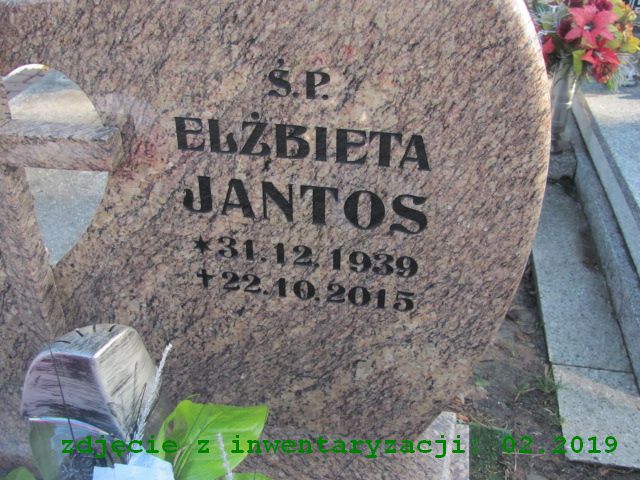 Ś.P.
ELŻBIETA
JANTOS
★31.12.1939
✝22.10.2015
zdjęcie z inwentaryzacji 02.2019